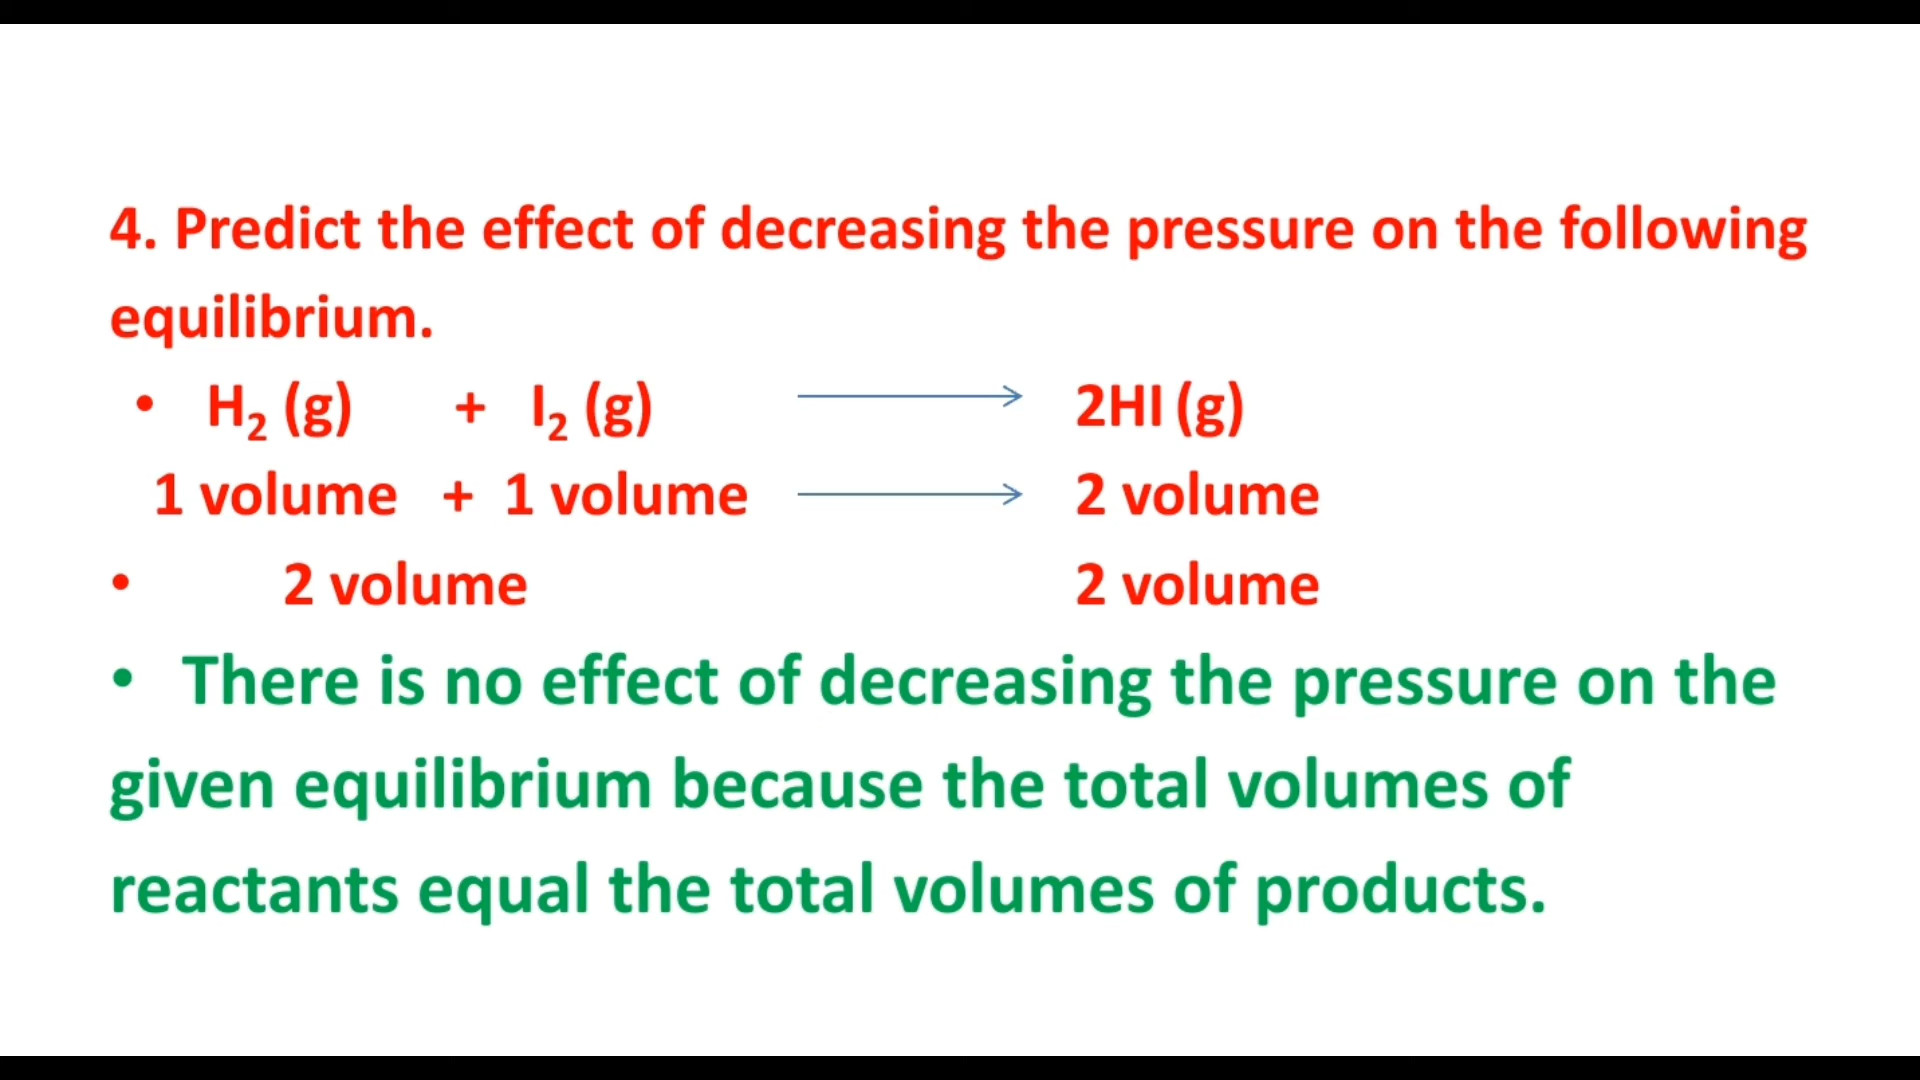 4. Predict the effect of decreasing the pressure on the following
equilibrium.
• H₂ (g) + I₂ (g) ⟶ 2HI (g)
1 volume + 1 volume ⟶ 2 volume
• 2 volume 2 volume
• There is no effect of decreasing the pressure on the
given equilibrium because the total volumes of
reactants equal the total volumes of products.